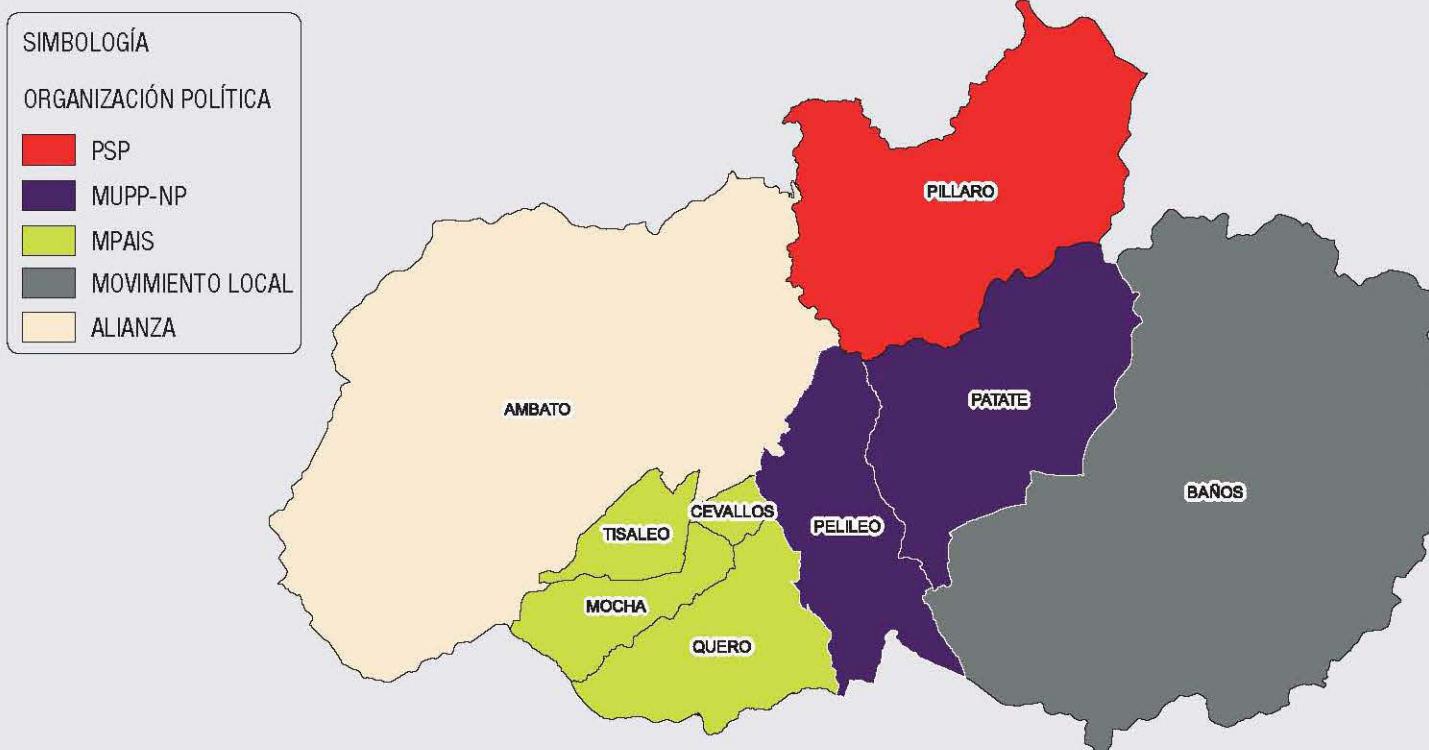 SIMBOLOGÍA
ORGANIZACIÓN POLÍTICA
PSP
MUPP-NP
MPAIS
MOVIMIENTO LOCAL
ALIANZA
PILLARO
PATATE
AMBATO
BAÑOS
CEVALLOS
TISALEO
PELILEO
MOCHA
QUERO